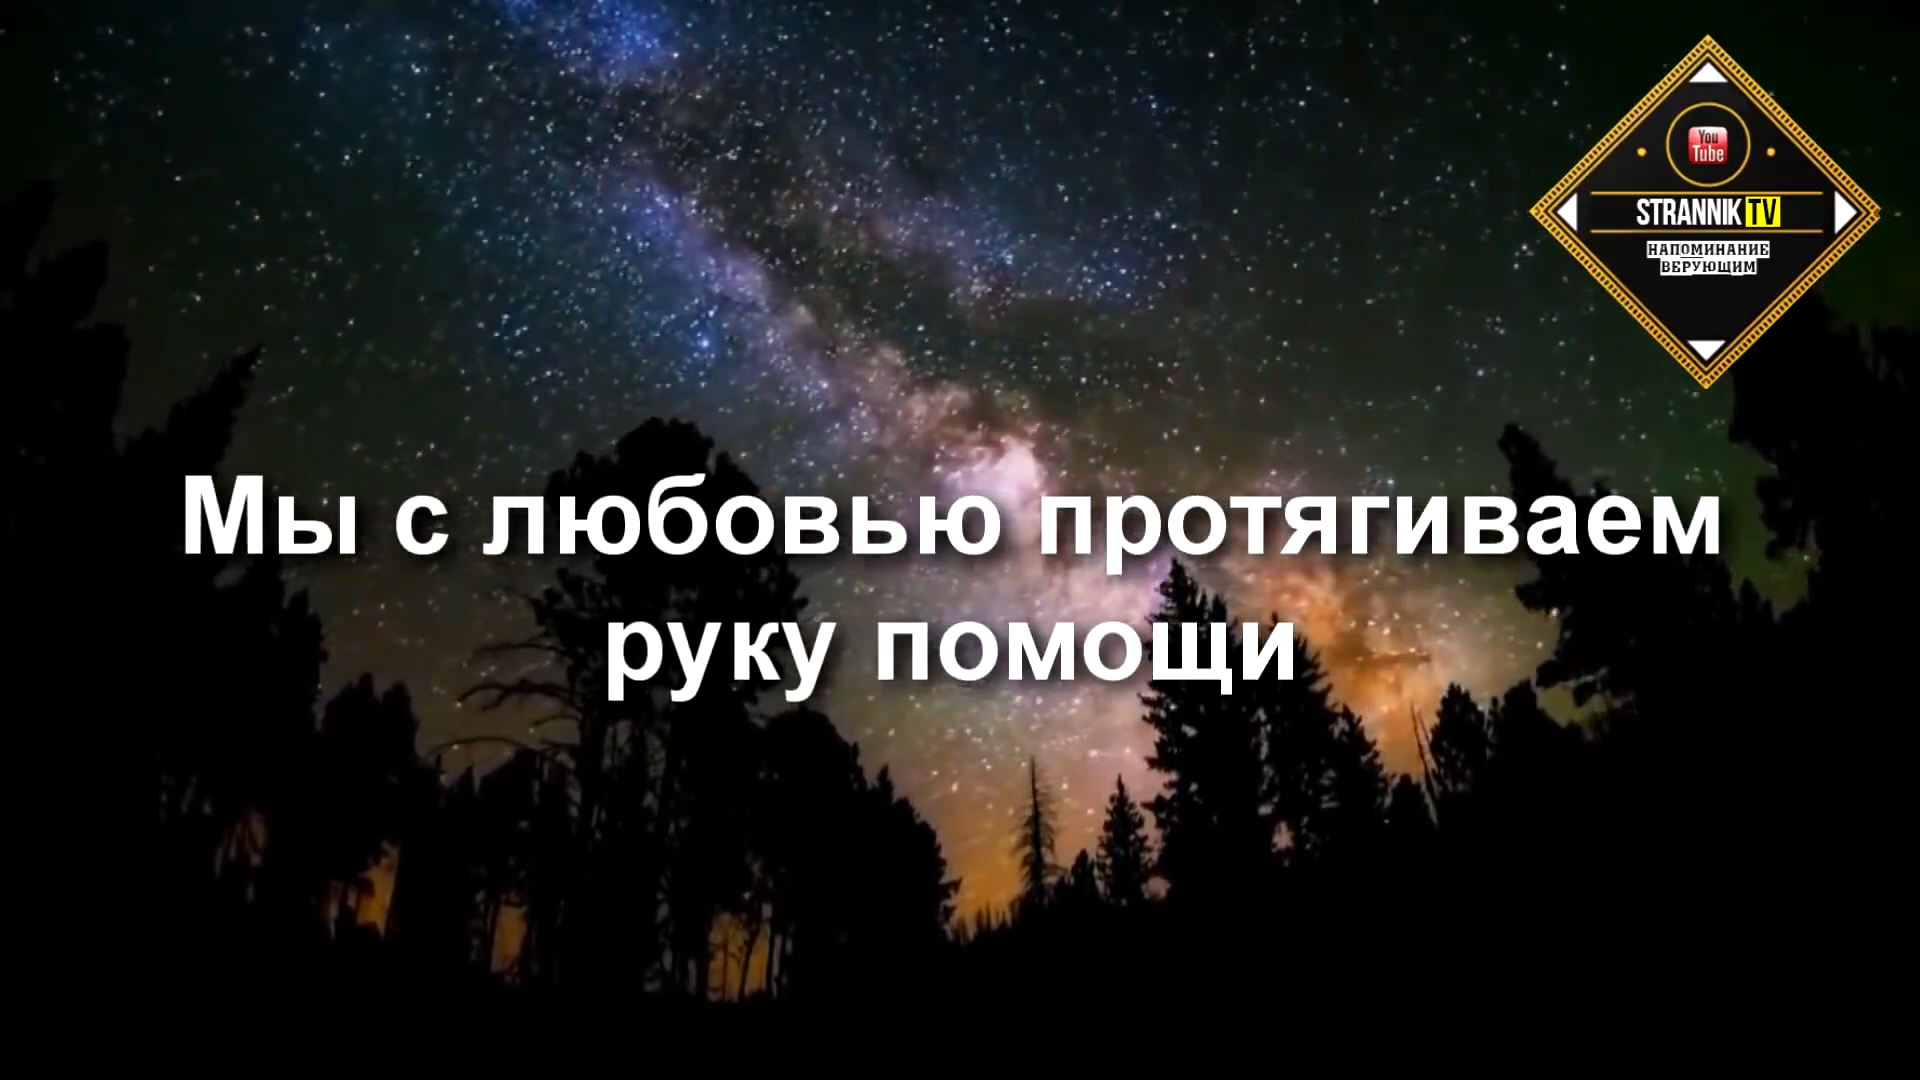 You
Tube
STRANNIK TV
НАПОМИНАНИЕ
ВЕРУЮЩИМ
Мы с любовью протягиваем
руку помощи